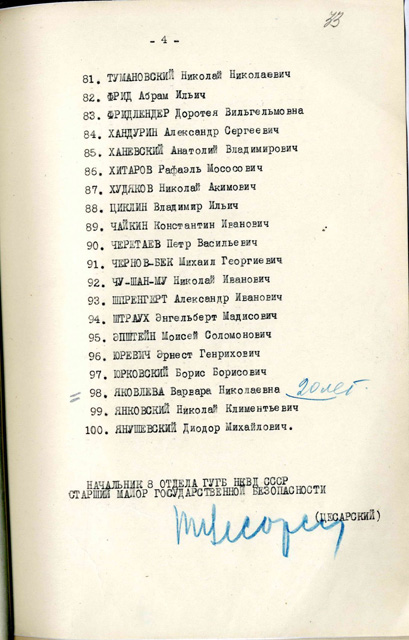 33
- 4 -
81. ТУМАНОВСКИЙ Николай Николаевич
82. ФРИД Абрам Ильич
83. ФРИДЛЕНДЕР Доротея Вильгельмовна
84. ХАНДУРИН Александр Сергеевич
85. ХАНЕВСКИЙ Анатолий Владимирович
86. ХИТАРОВ Рафаэль Мососович
87. ХУДЯКОВ Николай Акимович
88. ЦИКЛИН Владимир Ильич
89. ЧАЙКИН Константин Иванович
90. ЧЕРЕТАЕВ Петр Васильевич
91. ЧЕРНОВ-БЕК Михаил Георгиевич
92. ЧУ-ШАН-МУ Николай Иванович
93. ШПРЕНГЕРТ Александр Иванович
94. ШТРАУХ Энгельберт Мадисович
95. ЭПШТЕЙН Моисей Соломонович
96. ЮРЕВИЧ Эрнест Генрихович
97. ЮРКОВСКИЙ Борис Борисович
98. ЯКОВЛЕВА Варвара Николаевна 20 лет.
99. ЯНКОВСКИЙ Николай Климентьевич
100. ЯНУШЕВСКИЙ Диодор Михайлович.
НАЧАЛЬНИК 8 ОТДЕЛА ГУГБ НКВД СССР
СТАРШИЙ МАЙОР ГОСУДАРСТВЕННОЙ БЕЗОПАСНОСТИ
(ЦЕСАРСКИЙ)